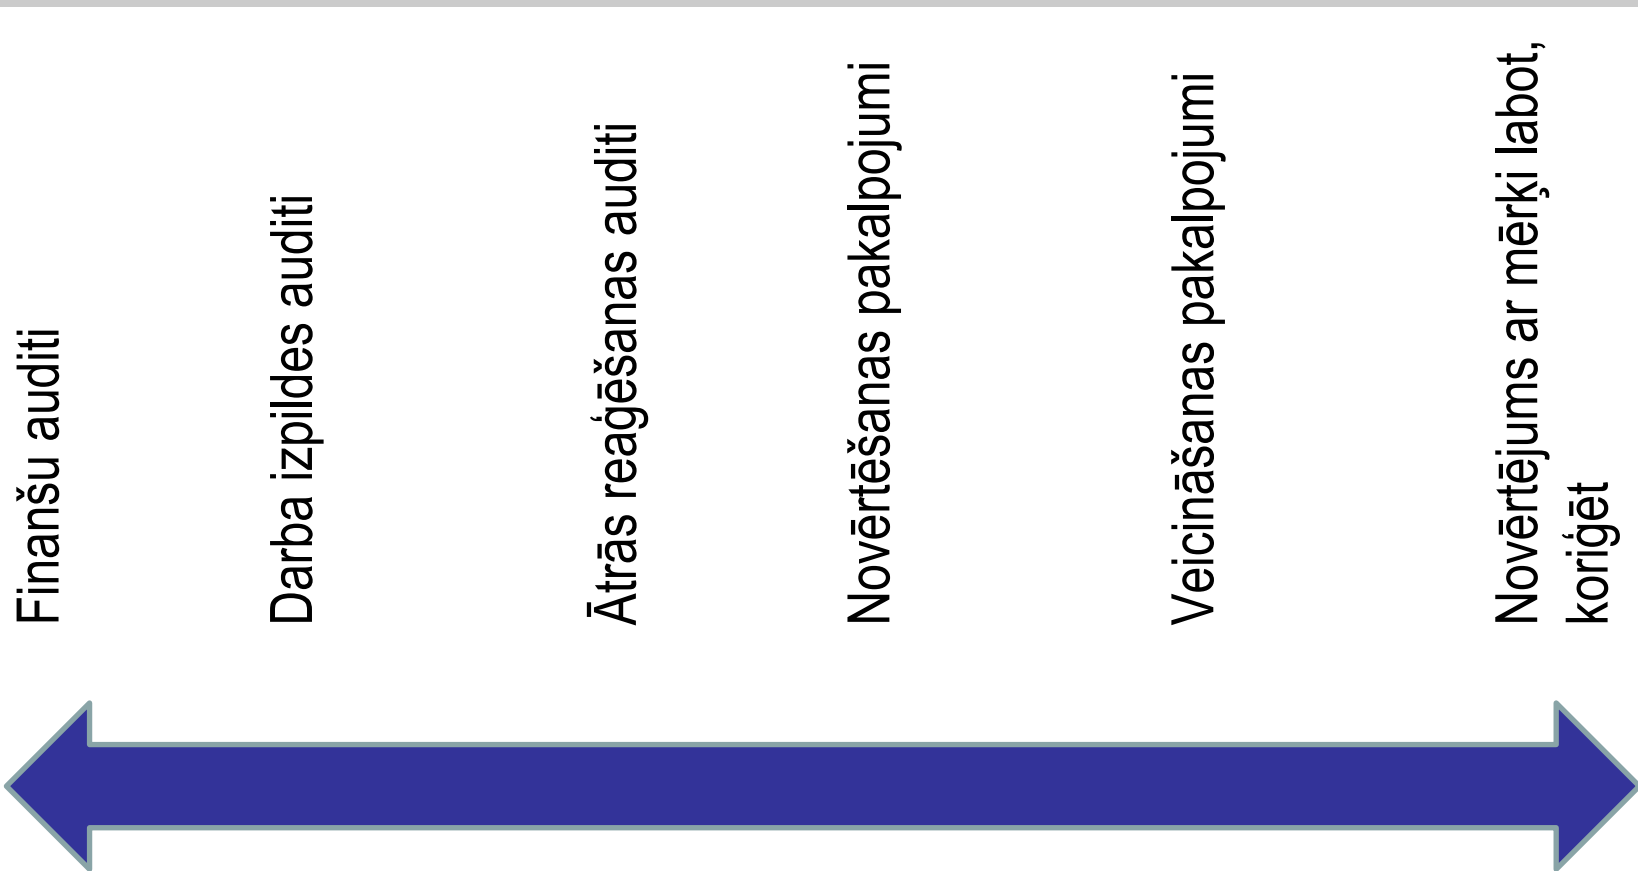 Finanšu auditi
Darba izpildes auditi
Ātrās reaģēšanas auditi
Novērtēšanas pakalpojumi
Veicināšanas pakalpojumi
Novērtējums ar mērķi labot,
koriģēt